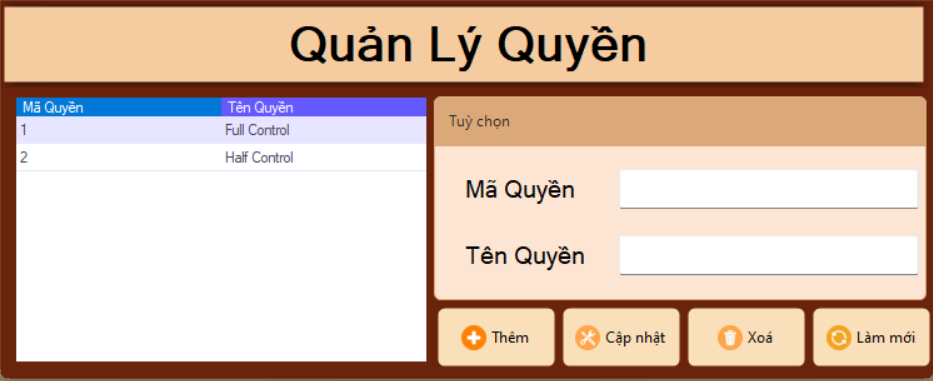 Quản Lý Quyền
Mã Quyền Tên Quyền
1 Full Control
2 Half Control
Tuỳ chọn
Mã Quyền
Tên Quyền
Thêm Cập nhật Xoá Làm mới